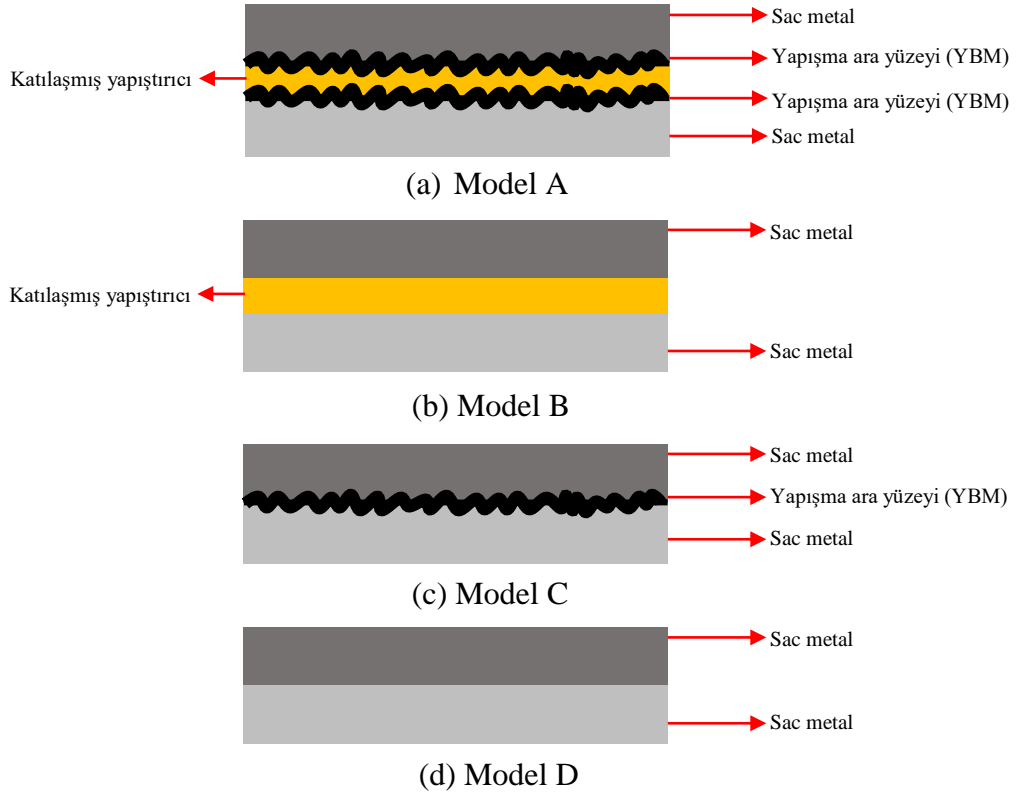 Sac metal
Yapışma ara yüzeyi (YBM)
Katılaşmış yapıştırıcı
Yapışma ara yüzeyi (YBM)
Sac metal
(a) Model A
Sac metal
Katılaşmış yapıştırıcı
Sac metal
(b) Model B
Sac metal
Yapışma ara yüzeyi (YBM)
Sac metal
(c) Model C
Sac metal
Sac metal
(d) Model D